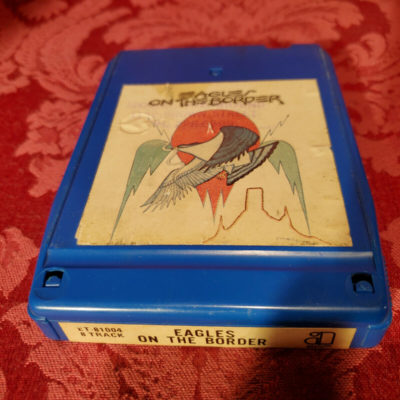 EAGLES
ON THE BORDER
ET-81004
8 TRACK
EAGLES
ON THE BORDER